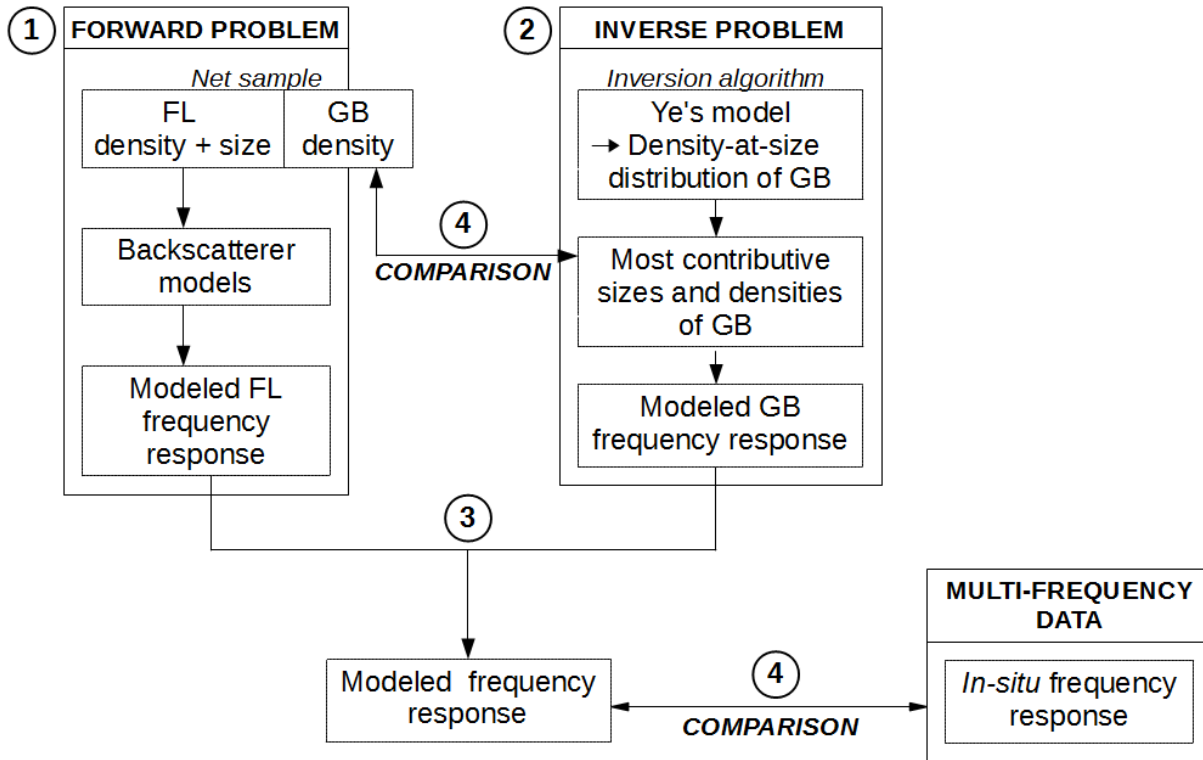 1
FORWARD PROBLEM
Net sample
FL
density + size
GB
density
Backscatterer
models
Modeled FL
frequency
response
2
INVERSE PROBLEM
Inversion algorithm
Ye's model
→ Density-at-size
distribution of GB
Most contributive
sizes and densities
of GB
Modeled GB
frequency response
4
COMPARISON
3
Modeled frequency
response
4
COMPARISON
MULTI-FREQUENCY
DATA
In-situ frequency
response